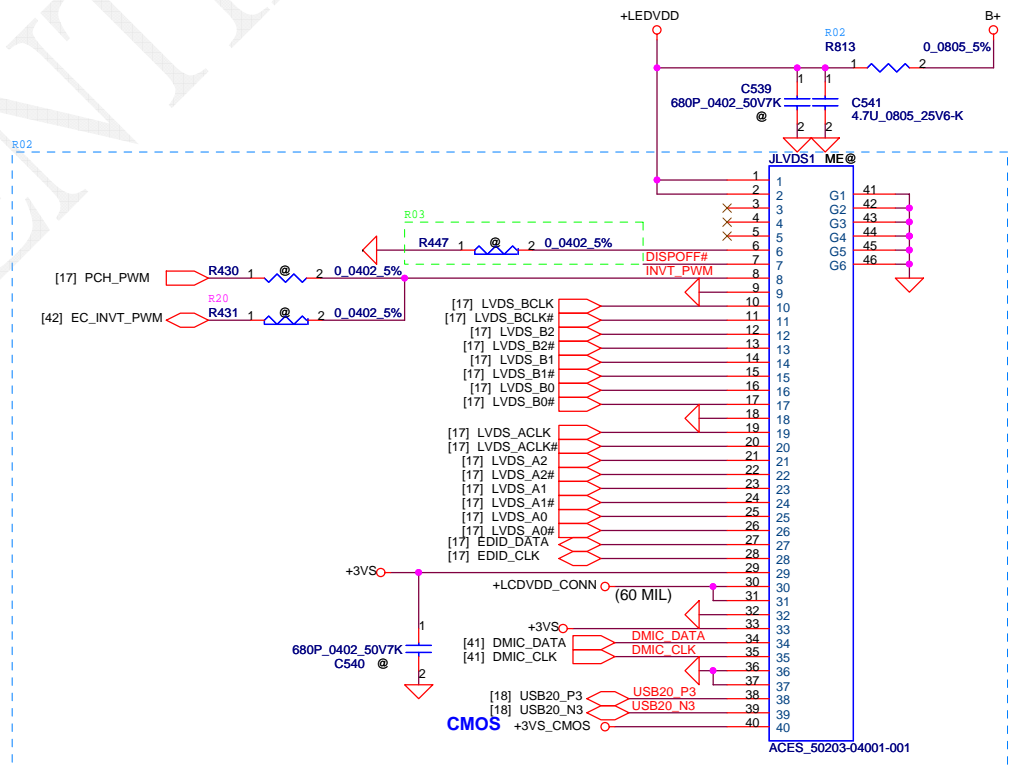 ENTI
+LEDVDD
B+
R02
R813
1 2
0_0805_5%
C539
680P_0402_50V7K
@
1
2
1
2
C541
4.7U_0805_25V6-K
R02
JLVDS1 ME@
R03
R447 1 @ 2 0_0402_5%
DISPOFF#
INVT_PWM
[17] PCH_PWM
R430 1 @ 2 0_0402_5%
R20
[42] EC_INVT_PWM
R431 1 @ 2 0_0402_5%
[17] LVDS_BCLK
[17] LVDS_BCLK#
[17] LVDS_B2
[17] LVDS_B2#
[17] LVDS_B1
[17] LVDS_B1#
[17] LVDS_B0
[17] LVDS_B0#
[17] LVDS_ACLK
[17] LVDS_ACLK#
[17] LVDS_A2
[17] LVDS_A2#
[17] LVDS_A1
[17] LVDS_A1#
[17] LVDS_A0
[17] LVDS_A0#
[17] EDID_DATA
[17] EDID_CLK
+3VS
+LCDVDD_CONN
(60 MIL)
+3VS
[41] DMIC_DATA
DMIC_DATA
[41] DMIC_CLK
DMIC_CLK
1
680P_0402_50V7K
C540 @
2
[18] USB20_P3
USB20_P3
[18] USB20_N3
USB20_N3
CMOS
+3VS_CMOS
1 1
2 2
3 3
4 4
5 5
6 6
7 7
8 8
9 9
10 10
11 11
12 12
13 13
14 14
15 15
16 16
17 17
18 18
19 19
20 20
21 21
22 22
23 23
24 24
25 25
26 26
27 27
28 28
29 29
30 30
31 31
32 32
33 33
34 34
35 35
36 36
37 37
38 38
39 39
40 40
G1 41
G2 42
G3 43
G4 44
G5 45
G6 46
ACES_50203-04001-001